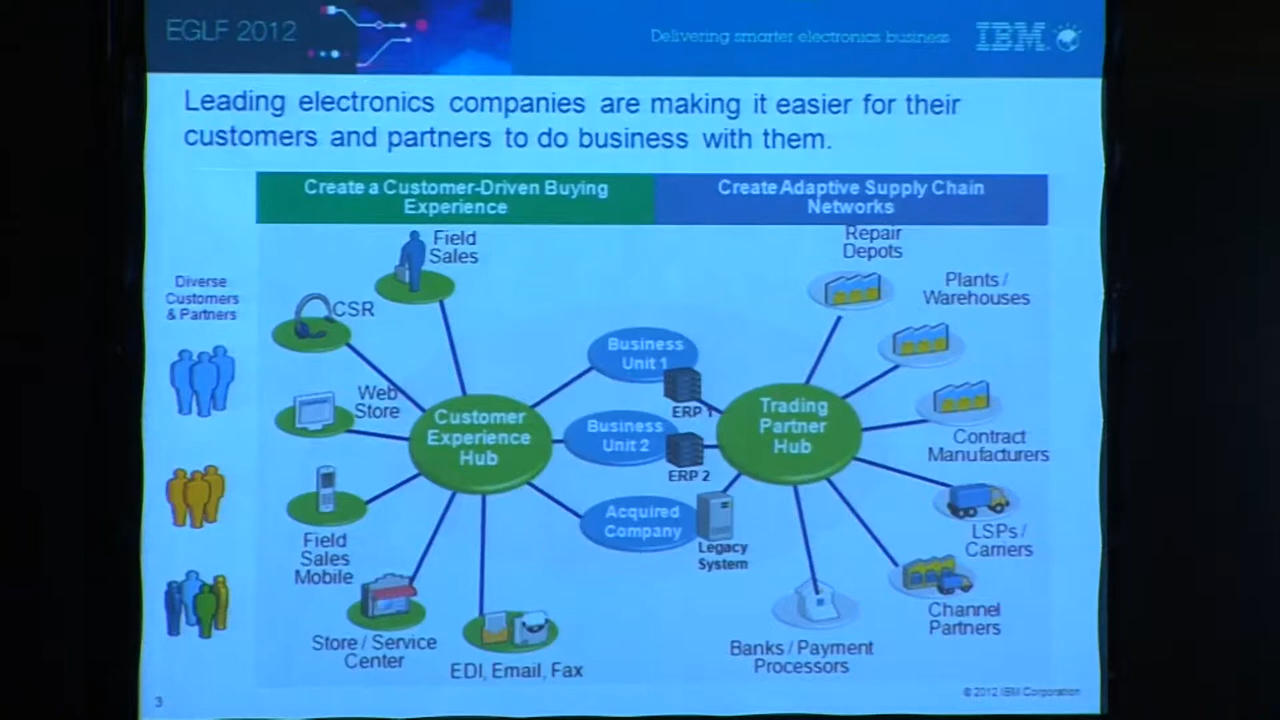 EGLF 2012
Delivering smarter electronics business
IBM
Leading electronics companies are making it easier for their
customers and partners to do business with them.
Create a Customer-Driven Buying
Experience
Create Adaptive Supply Chain
Networks
Diverse
Customers
& Partners
Field
Sales
CSR
Web
Store
Field
Sales
Mobile
Store / Service
Center
EDI, Email, Fax
Customer
Experience
Hub
Business
Unit 1
ERP 1
Business
Unit 2
ERP 2
Acquired
Company
Legacy
System
Trading
Partner
Hub
Repair
Depots
Plants /
Warehouses
Contract
Manufacturers
LSPs /
Carriers
Channel
Partners
Banks / Payment
Processors
3
© 2012 IBM Corporation